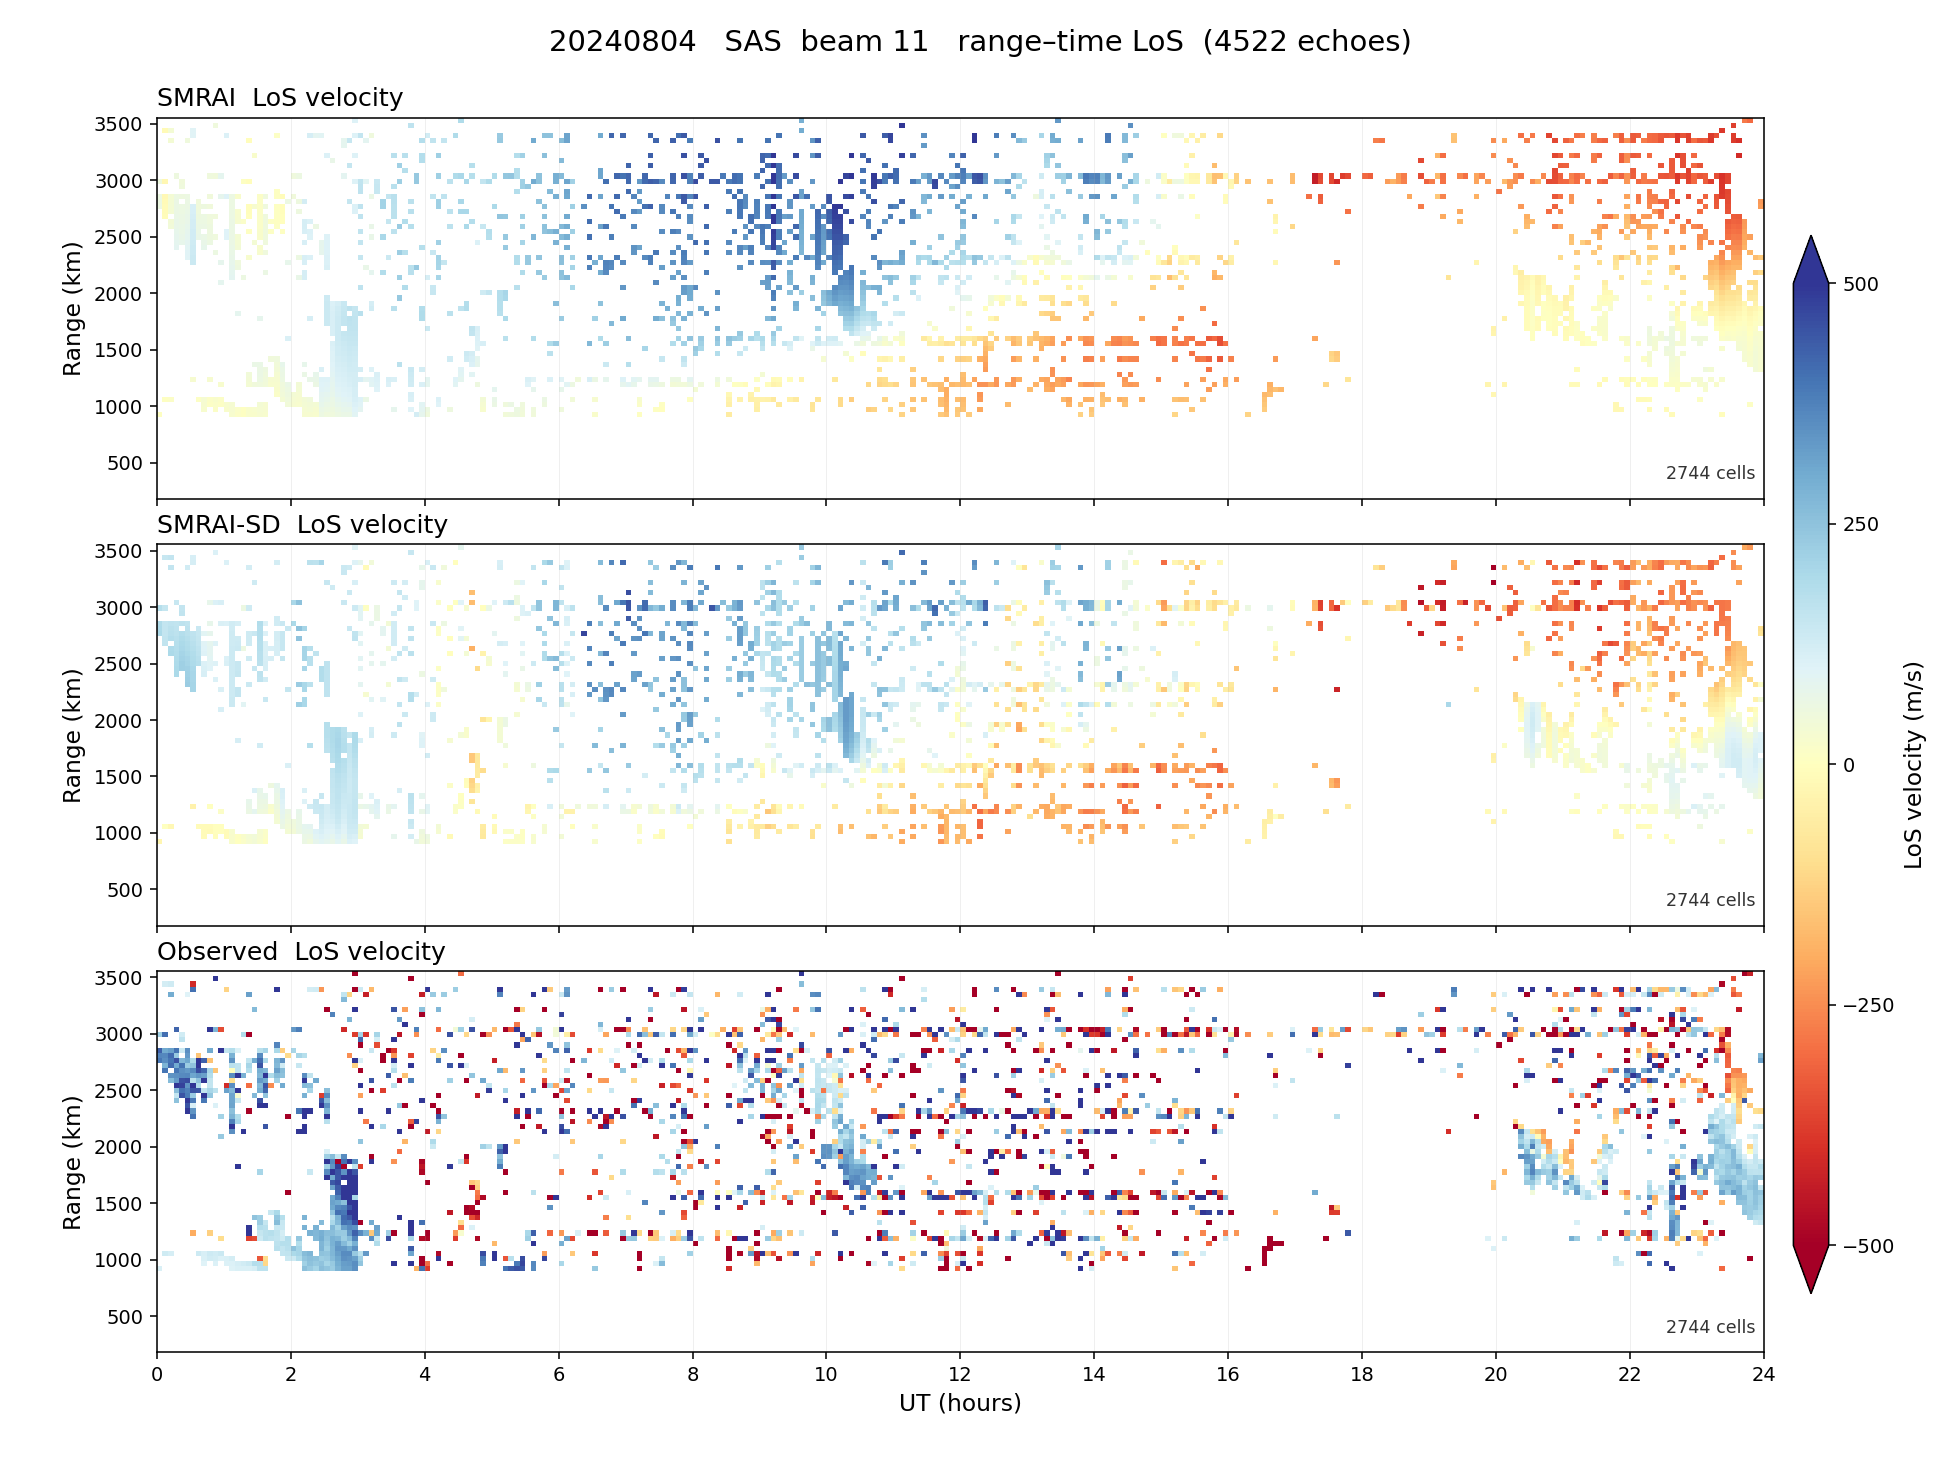 20240804   SAS  beam 11   range–time LoS  (4522 echoes)
SMRAI  LoS velocity
3500
3000
2500
2000
1500
1000
500
Range (km)
2744 cells
SMRAI-SD  LoS velocity
3500
3000
2500
2000
1500
1000
500
Range (km)
2744 cells
Observed  LoS velocity
3500
3000
2500
2000
1500
1000
500
Range (km)
2744 cells
0 2 4 6 8 10 12 14 16 18 20 22 24
UT (hours)
500
250
0
−250
−500
LoS velocity (m/s)